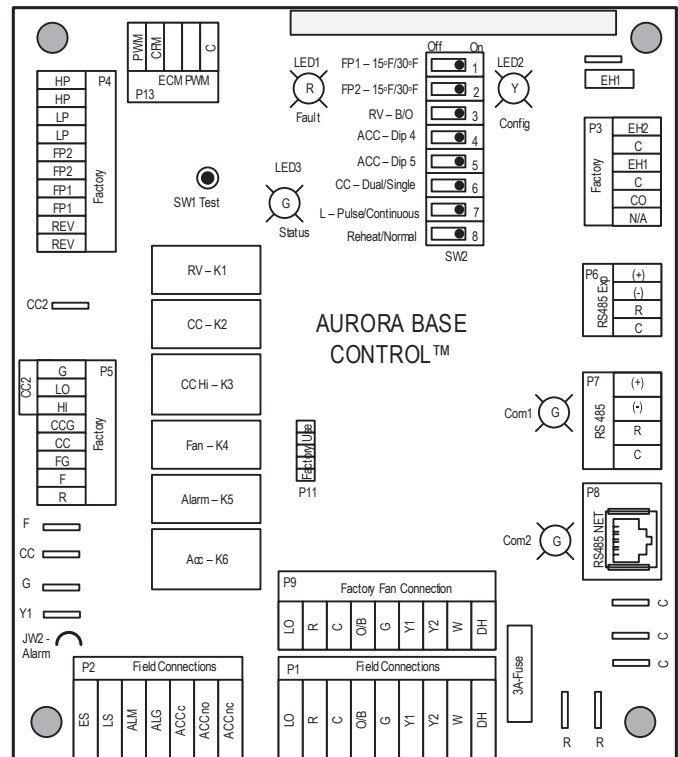 PWM
CFM
C
ECM PWM
P13
P4
HP
HP
LP
LP
FP2
FP2
FP1
FP1
REV
REV
Factory
SW1 Test
LED1
R
Fault
LED3
G
Status
Off On
FP1 – 15ºF/30ºF 1
FP2 – 15ºF/30ºF 2
RV – B/O 3
ACC – Dip 4 4
ACC – Dip 5 5
CC – Dual/Single 6
L – Pulse/Continuous 7
Reheat/Normal 8
SW2
LED2
Y
Config
EH1
P3
EH2
C
EH1
C
CO
N/A
Factory
RV – K1
CC – K2
CC Hi – K3
Fan – K4
Alarm – K5
Acc – K6
AURORA BASE
CONTROL™
P6
(+)
(-)
R
C
RS485 Exp
CC2
CC2
P5
G
LO
HI
CCG
CC
FG
F
R
Factory
Factory Use
P11
Com1
G
P7
(+)
(-)
R
C
RS 485
Com2
G
P8
RS485 NET
F
CC
G
Y1
JW2 -
Alarm
P9 Factory Fan Connection
LO
R
C
O/B
G
Y1
Y2
W
DH
P2 Field Connections
ES
LS
ALM
ALG
ACCc
ACCno
ACCnc
P1 Field Connections
LO
R
C
O/B
G
Y1
Y2
W
DH
3A-Fuse
C
C
C
R R